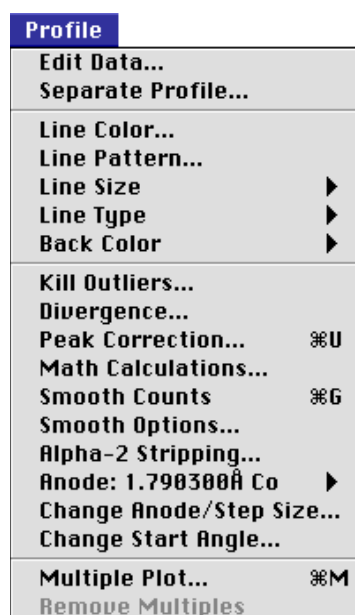 Profile
Edit Data...
Separate Profile...
Line Color...
Line Pattern...
Line Size
Line Type
Back Color
Kill Outliers...
Divergence...
Peak Correction... ⌘U
Math Calculations...
Smooth Counts ⌘G
Smooth Options...
Alpha-2 Stripping...
Anode: 1.790300Å Co
Change Anode/Step Size...
Change Start Angle...
Multiple Plot... ⌘M
Remove Multiples